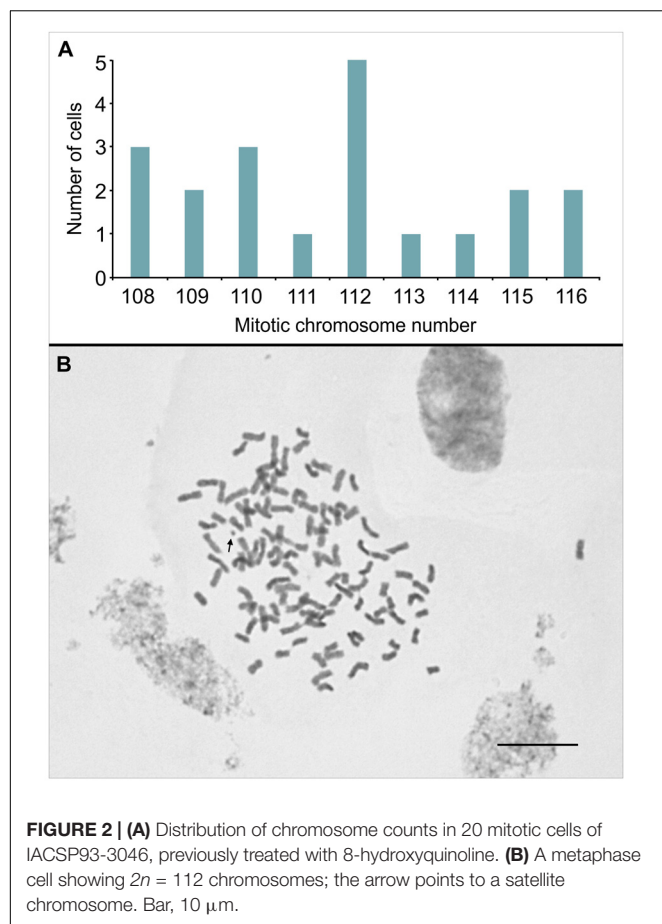 A
5
4
3
2
1
0
Number of cells
108 109 110 111 112 113 114 115 116
Mitotic chromosome number
B
FIGURE 2 | (A) Distribution of chromosome counts in 20 mitotic cells of
IACSP93-3046, previously treated with 8-hydroxyquinoline. (B) A metaphase
cell showing 2n = 112 chromosomes; the arrow points to a satellite
chromosome. Bar, 10 μm.